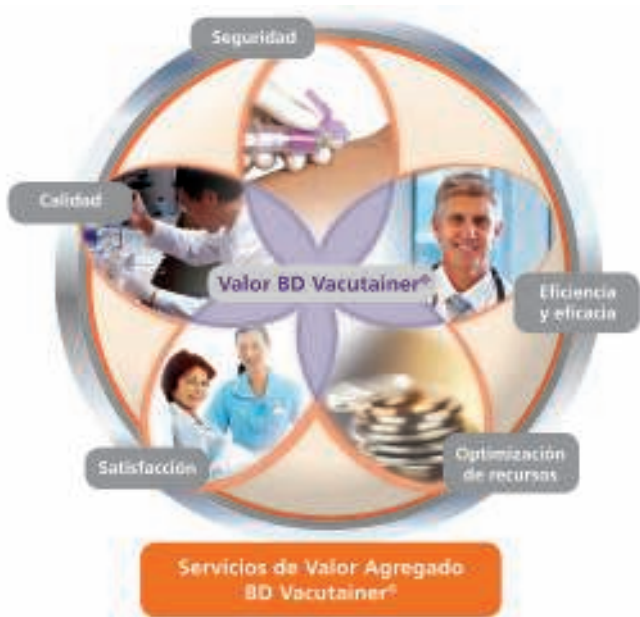 Seguridad
Calidad
Valor BD Vacutainer®
Eficiencia
y eficacia
Satisfacción
Optimización
de recursos
Servicios de Valor Agregado
BD Vacutainer®